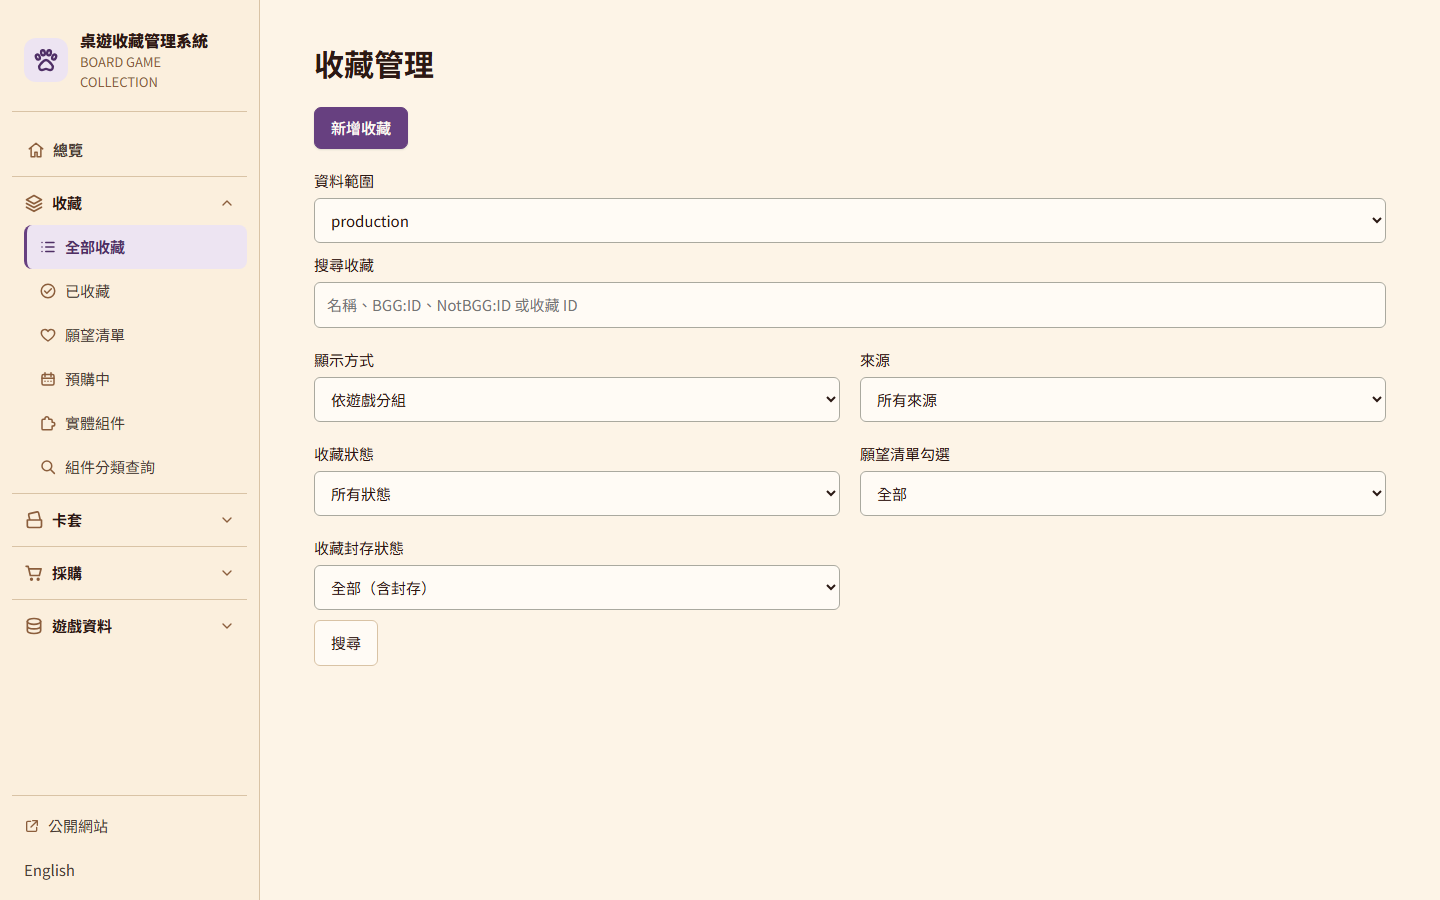 桌遊收藏管理系統
BOARD GAME
COLLECTION
總覽
收藏
全部收藏
已收藏
願望清單
預購中
實體組件
組件分類查詢
卡套
採購
遊戲資料
公開網站
English
收藏管理
新增收藏
資料範圍
production
搜尋收藏
名稱、BGG:ID、NotBGG:ID 或收藏 ID
顯示方式
依遊戲分組
來源
所有來源
收藏狀態
所有狀態
願望清單勾選
全部
收藏封存狀態
全部（含封存）
搜尋